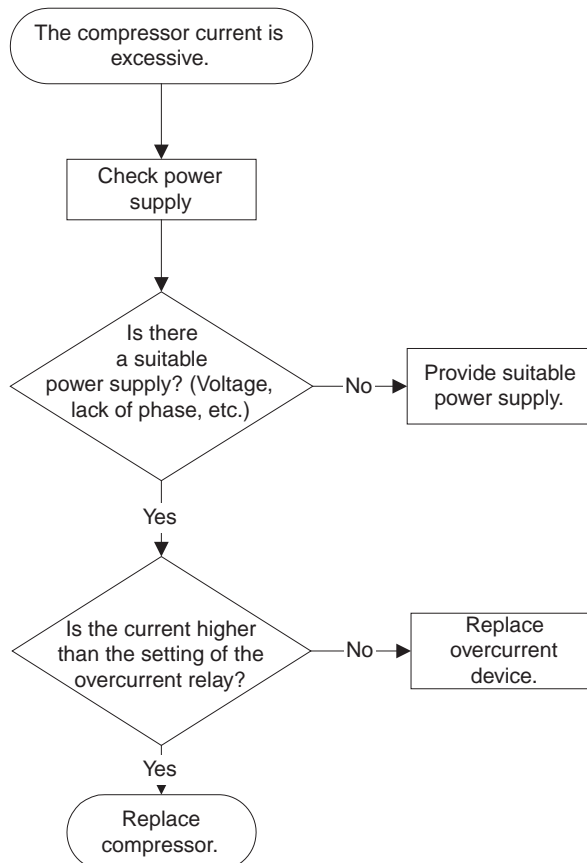 The compressor current is
excessive.
Check power
supply
Is there
a suitable
power supply? (Voltage,
lack of phase, etc.)
No
Provide suitable
power supply.
Yes
Is the current higher
than the setting of the
overcurrent relay?
No
Replace
overcurrent
device.
Yes
Replace
compressor.